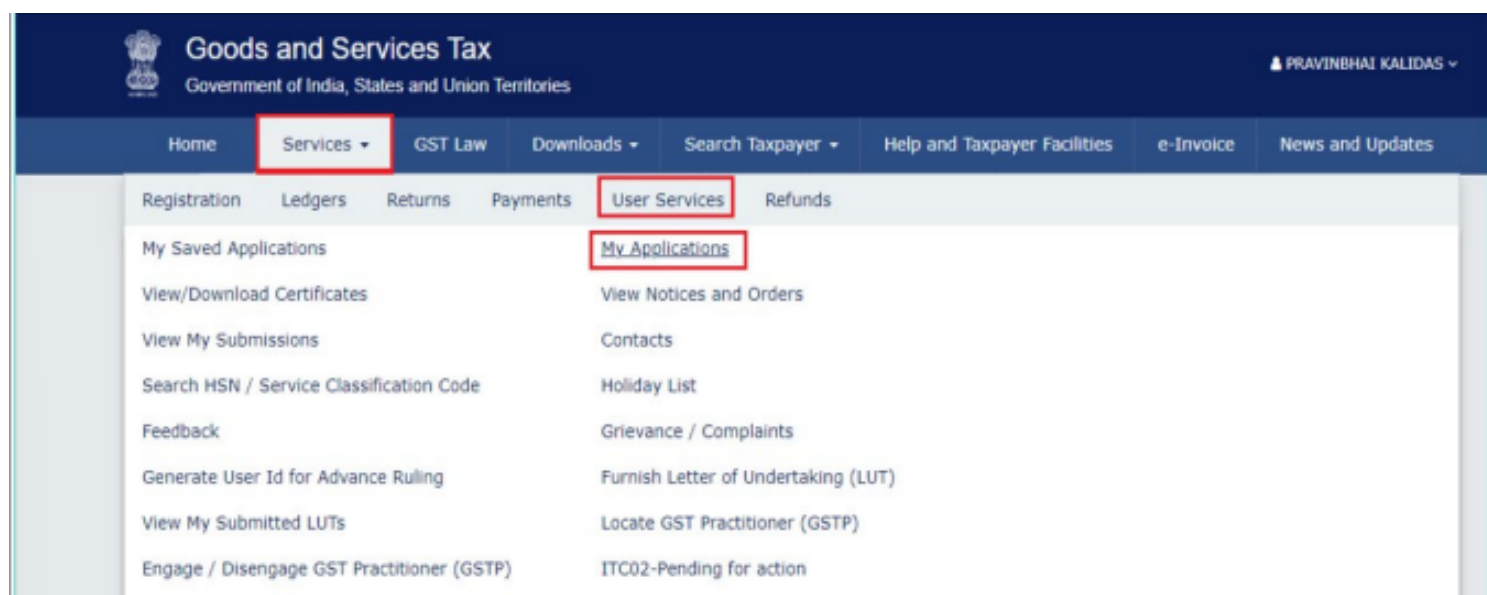 Goods and Services Tax
Government of India, States and Union Territories
PRAVINBHAI KALIDAS
Home Services GST Law Downloads Search Taxpayer Help and Taxpayer Facilities e-Invoice News and Updates
Registration Ledgers Returns Payments User Services Refunds
My Saved Applications My Applications
View/Download Certificates View Notices and Orders
View My Submissions Contacts
Search HSN / Service Classification Code Holiday List
Feedback Grievance / Complaints
Generate User Id for Advance Ruling Furnish Letter of Undertaking (LUT)
View My Submitted LUTs Locate GST Practitioner (GSTP)
Engage / Disengage GST Practitioner (GSTP) ITC02-Pending for action